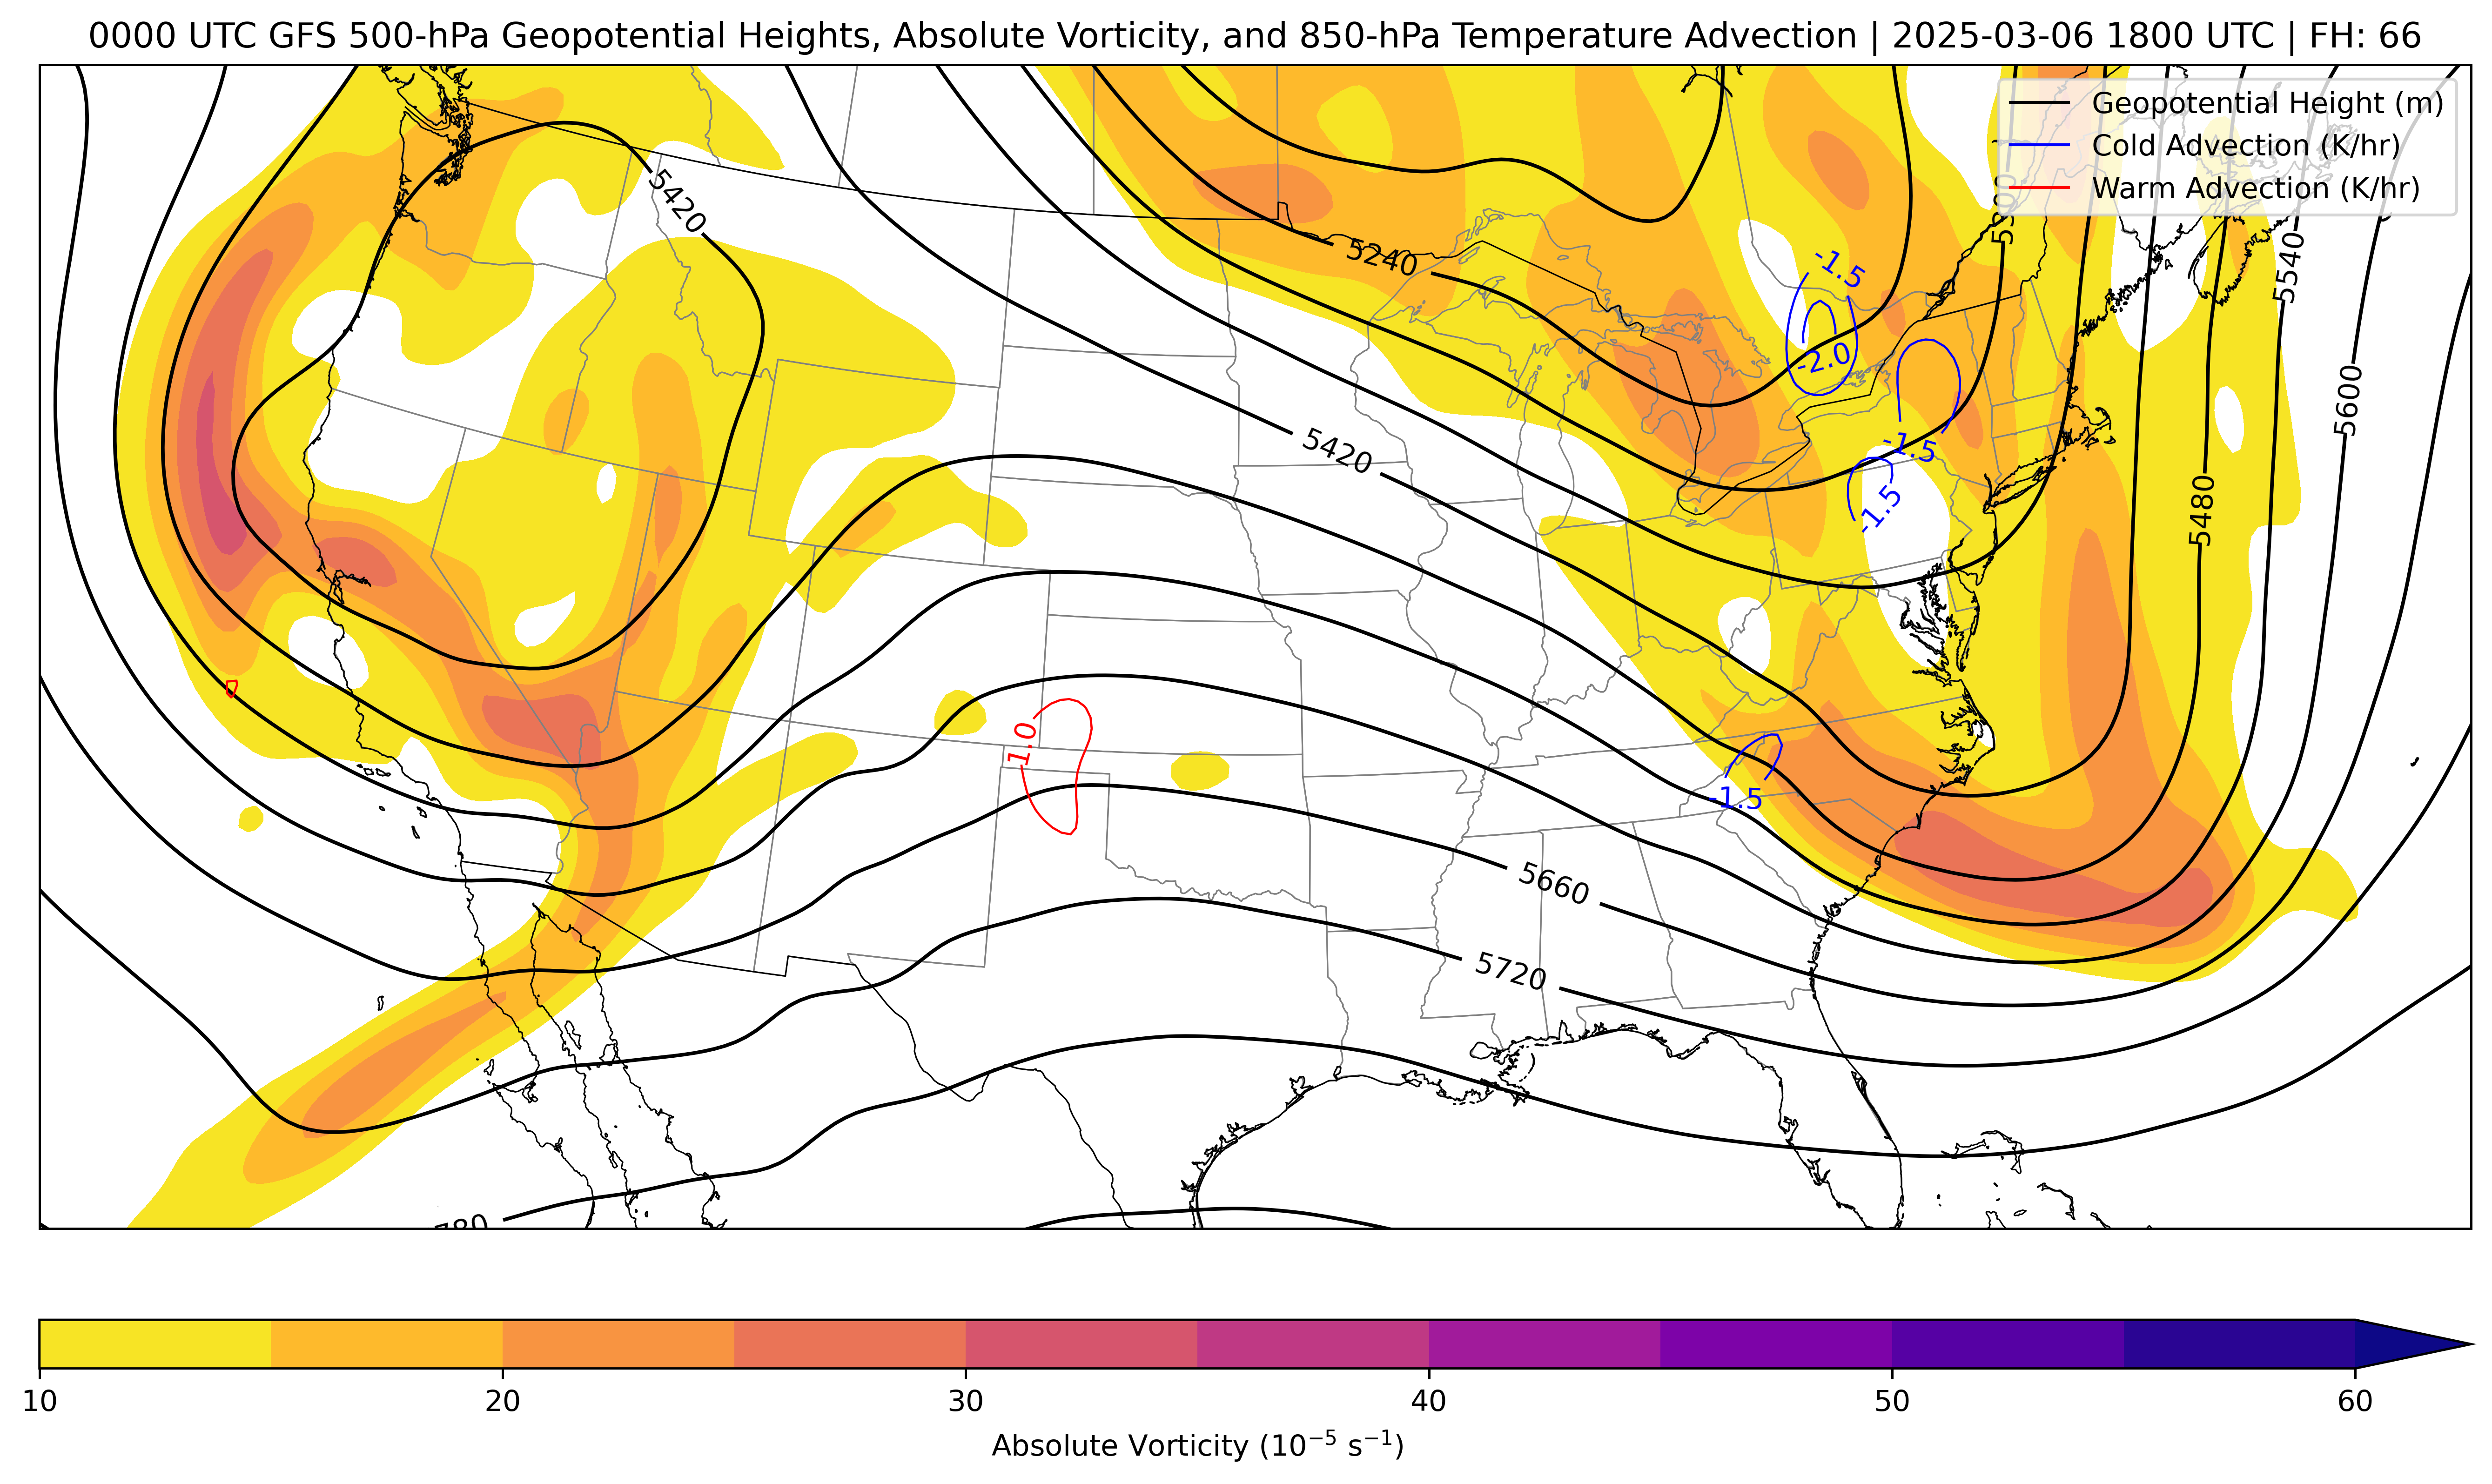 0000 UTC GFS 500-hPa Geopotential Heights, Absolute Vorticity, and 850-hPa Temperature Advection | 2025-03-06 1800 UTC | FH: 66
Geopotential Height (m)
Cold Advection (K/hr)
Warm Advection (K/hr)
5420
5240
5300
5540
-1.5
-2.0
5600
5420
-1.5
-1.5
5480
1.0
-1.5
5660
5720
10 20 30 40 50 60
Absolute Vorticity (10⁻⁵ s⁻¹)